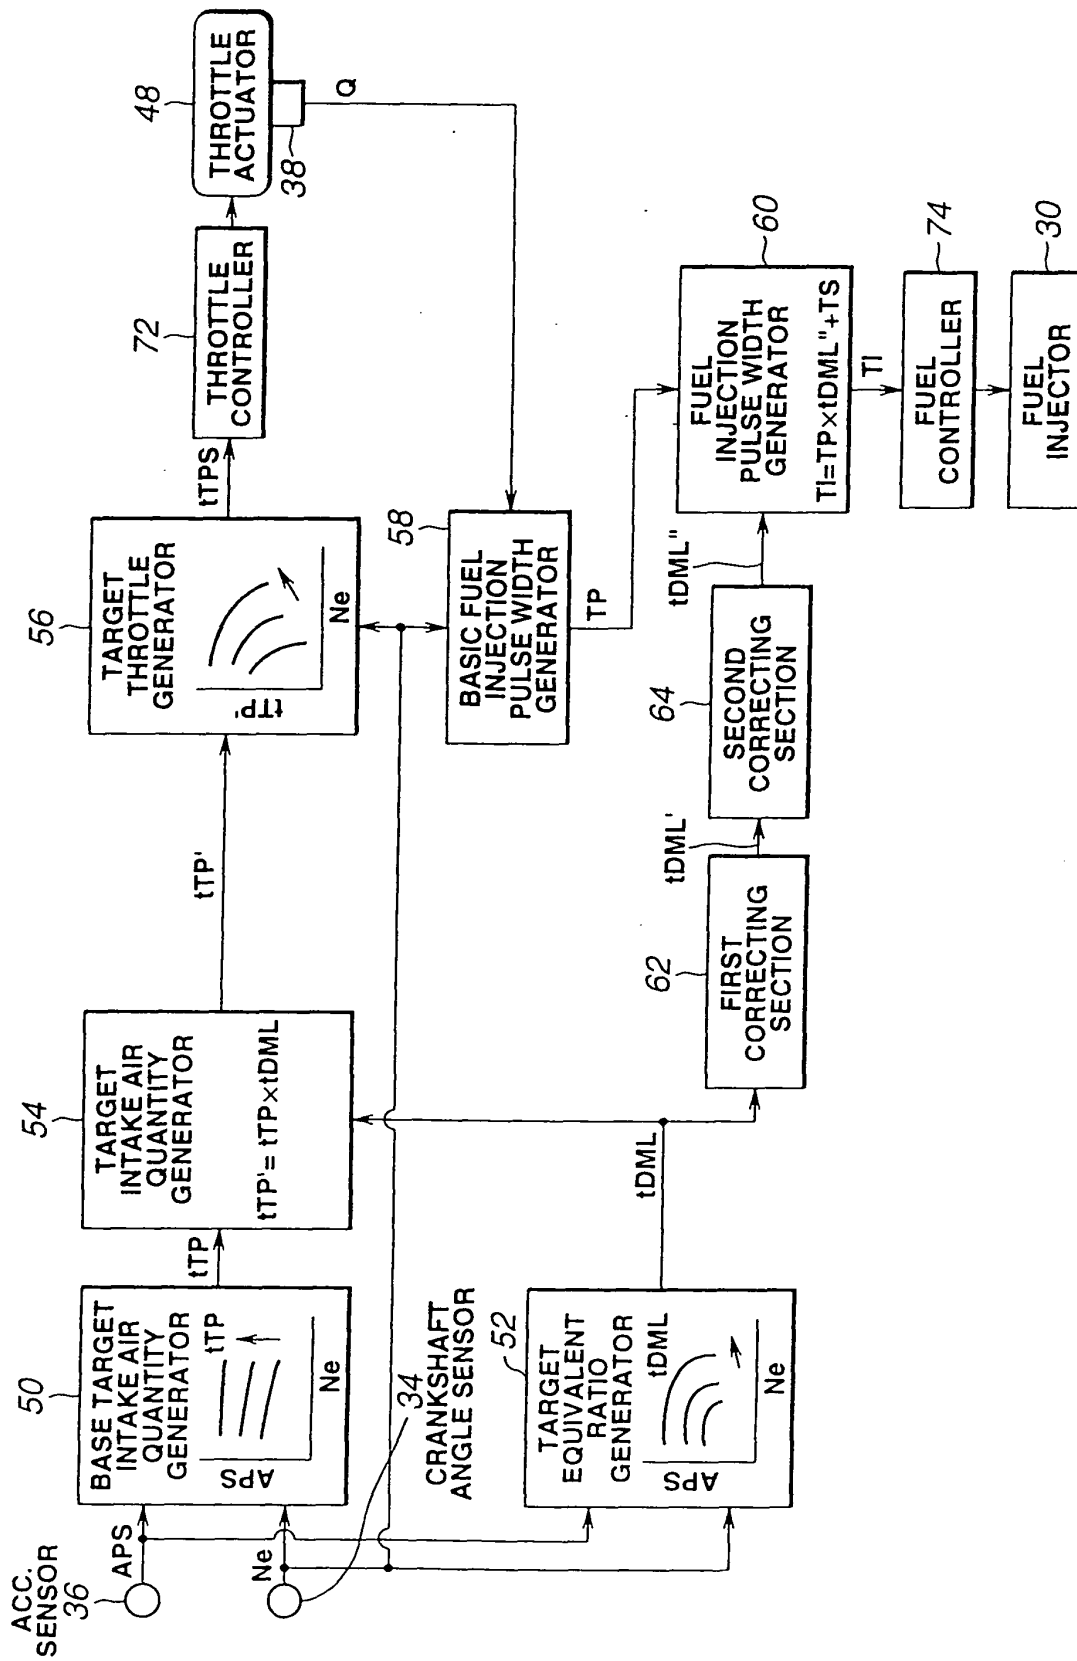 ACC.
SENSOR
36
APS
Ne
34
CRANKSHAFT
ANGLE SENSOR
50
BASE TARGET
INTAKE AIR
QUANTITY
GENERATOR
tTP
APS
Ne
52
TARGET
EQUIVALENT
RATIO
GENERATOR
tDML
APS
Ne
tTP
54
TARGET
INTAKE AIR
QUANTITY
GENERATOR
tTP'= tTP×tDML
tDML
tTP'
56
TARGET
THROTTLE
GENERATOR
tTP'
Ne
tTPS
72
THROTTLE
CONTROLLER
48
THROTTLE
ACTUATOR
38
Q
58
BASIC FUEL
INJECTION
PULSE WIDTH
GENERATOR
TP
62
FIRST
CORRECTING
SECTION
tDML'
64
SECOND
CORRECTING
SECTION
tDML"
60
FUEL
INJECTION
PULSE WIDTH
GENERATOR
TI=TP×tDML"+TS
TI
74
FUEL
CONTROLLER
30
FUEL
INJECTOR